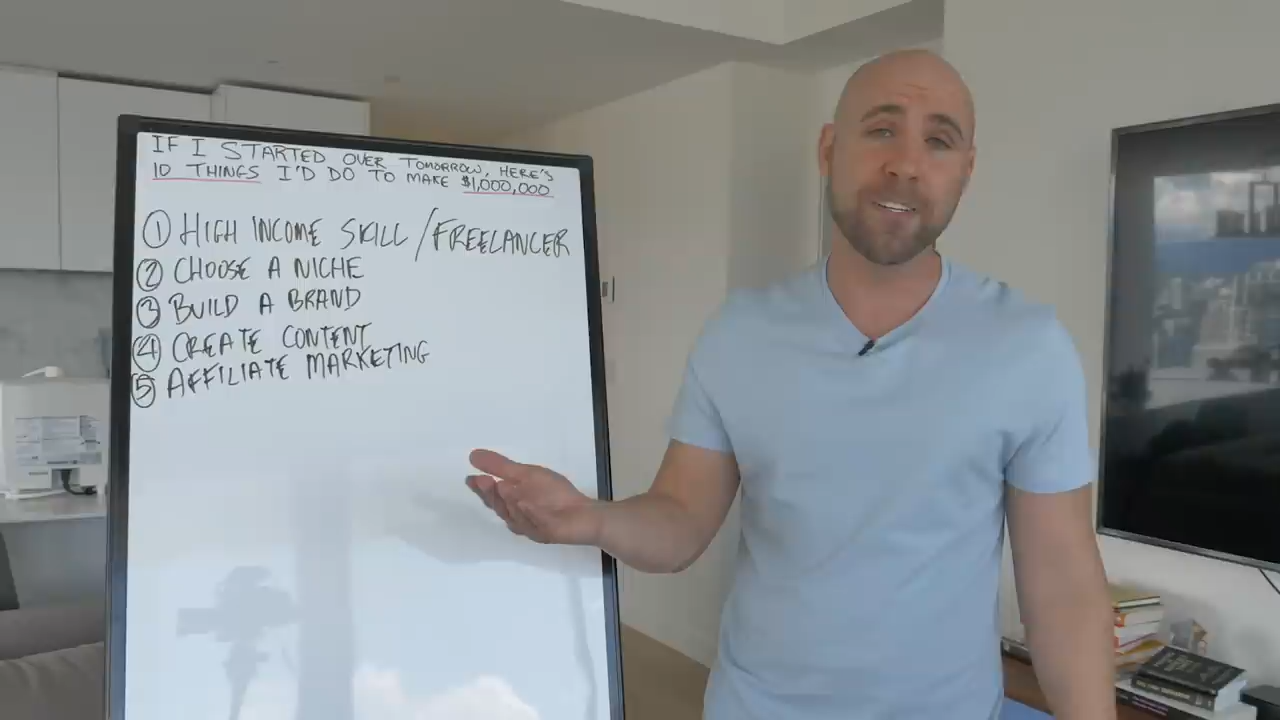 IF I STARTED OVER TOMORROW, HERE'S
10 THINGS I'D DO TO MAKE $1,000,000
① HIGH INCOME SKILL/FREELANCER
② CHOOSE A NICHE
③ BUILD A BRAND
④ CREATE CONTENT
⑤ AFFILIATE MARKETING